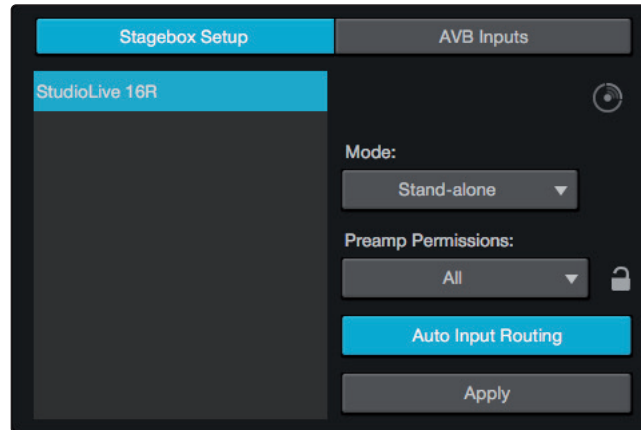 Stagebox Setup
AVB Inputs
StudioLive 16R
Mode:
Stand-alone
Preamp Permissions:
All
Auto Input Routing
Apply